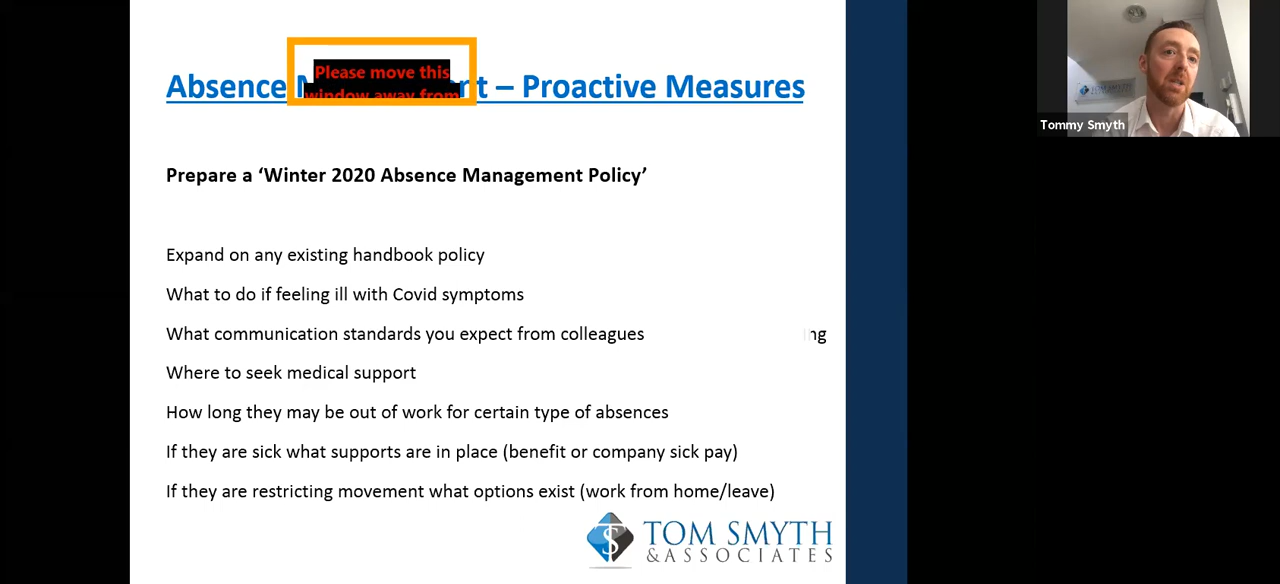 Absence nt – Proactive Measures
Please move this
window away from
Prepare a ‘Winter 2020 Absence Management Policy’
Expand on any existing handbook policy
What to do if feeling ill with Covid symptoms
What communication standards you expect from colleagues
Where to seek medical support
How long they may be out of work for certain type of absences
If they are sick what supports are in place (benefit or company sick pay)
If they are restricting movement what options exist (work from home/leave)
TOM SMYTH
& ASSOCIATES
Tommy Smyth